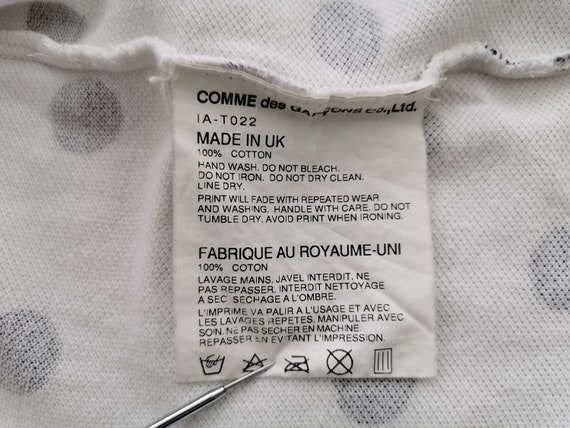 COMME des GARÇONS CO.,Ltd.
IA-T022
MADE IN UK
100% COTTON
HAND WASH. DO NOT BLEACH.
DO NOT IRON. DO NOT DRY CLEAN.
LINE DRY.
PRINT WILL FADE WITH REPEATED WEAR
AND WASHING. HANDLE WITH CARE. DO NOT
TUMBLE DRY. AVOID PRINT WHEN IRONING.
FABRIQUE AU ROYAUME-UNI
100% COTON
LAVAGE MAINS. JAVEL INTERDIT. NE
PAS REPASSER. INTERDIT NETTOYAGE
A SEC SECHAGE A L'OMBRE.
L'IMPRIME VA PALIR A L'USAGE ET AVEC
LES LAVAGES REPETES. MANIPULER AVEC
SOIN. NE PAS SECHER EN MACHINE.
REPASSER EN EVITANT L'IMPRESSION.